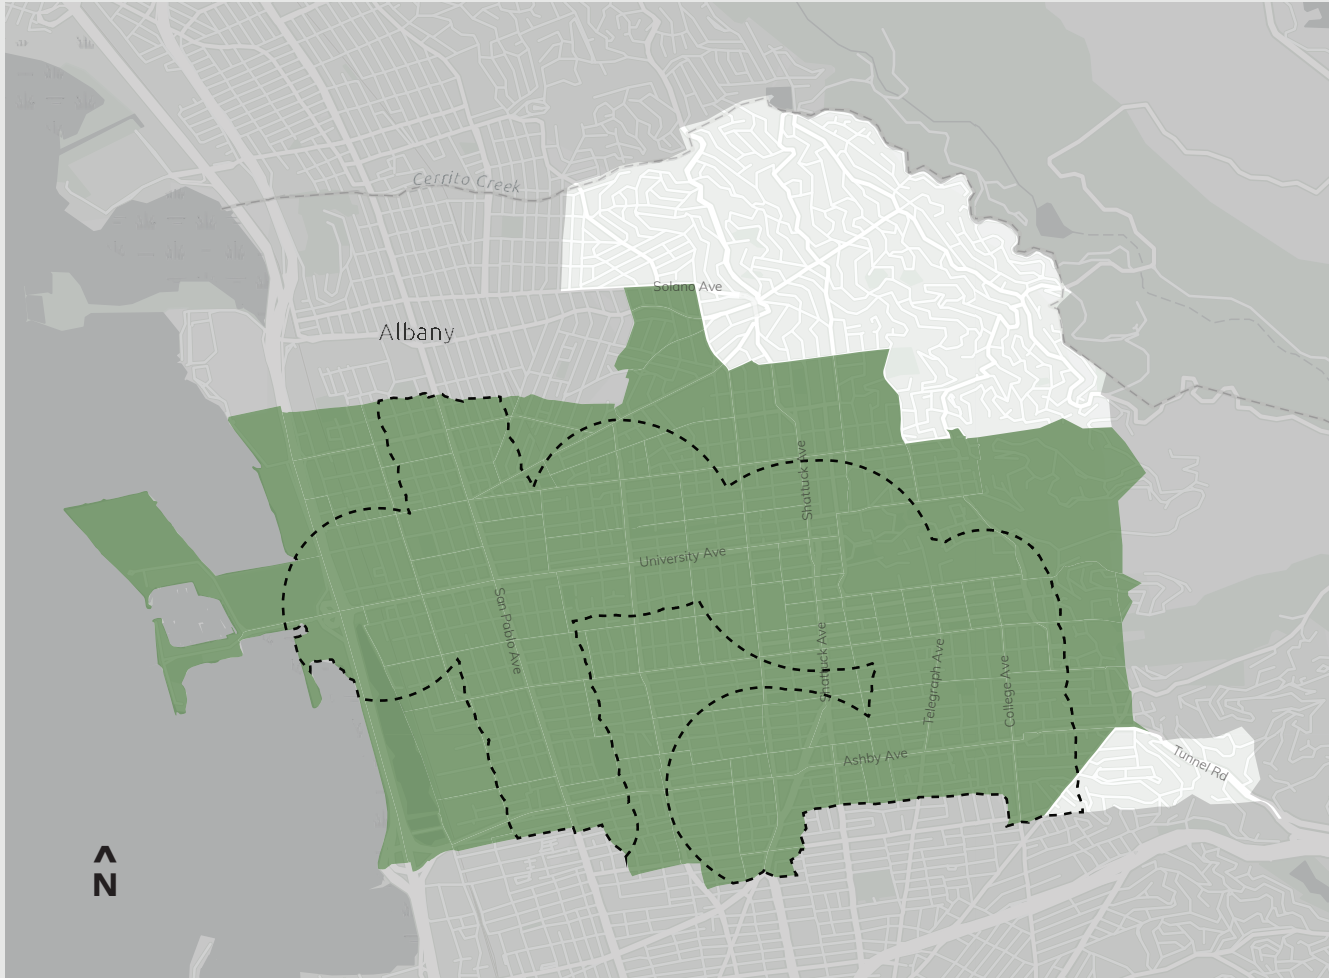 Cerrito Creek
Solano Ave
Albany
Shattuck Ave
University Ave
San Pablo Ave
Shattuck Ave
Telegraph Ave
College Ave
Ashby Ave
Tunnel Rd
N